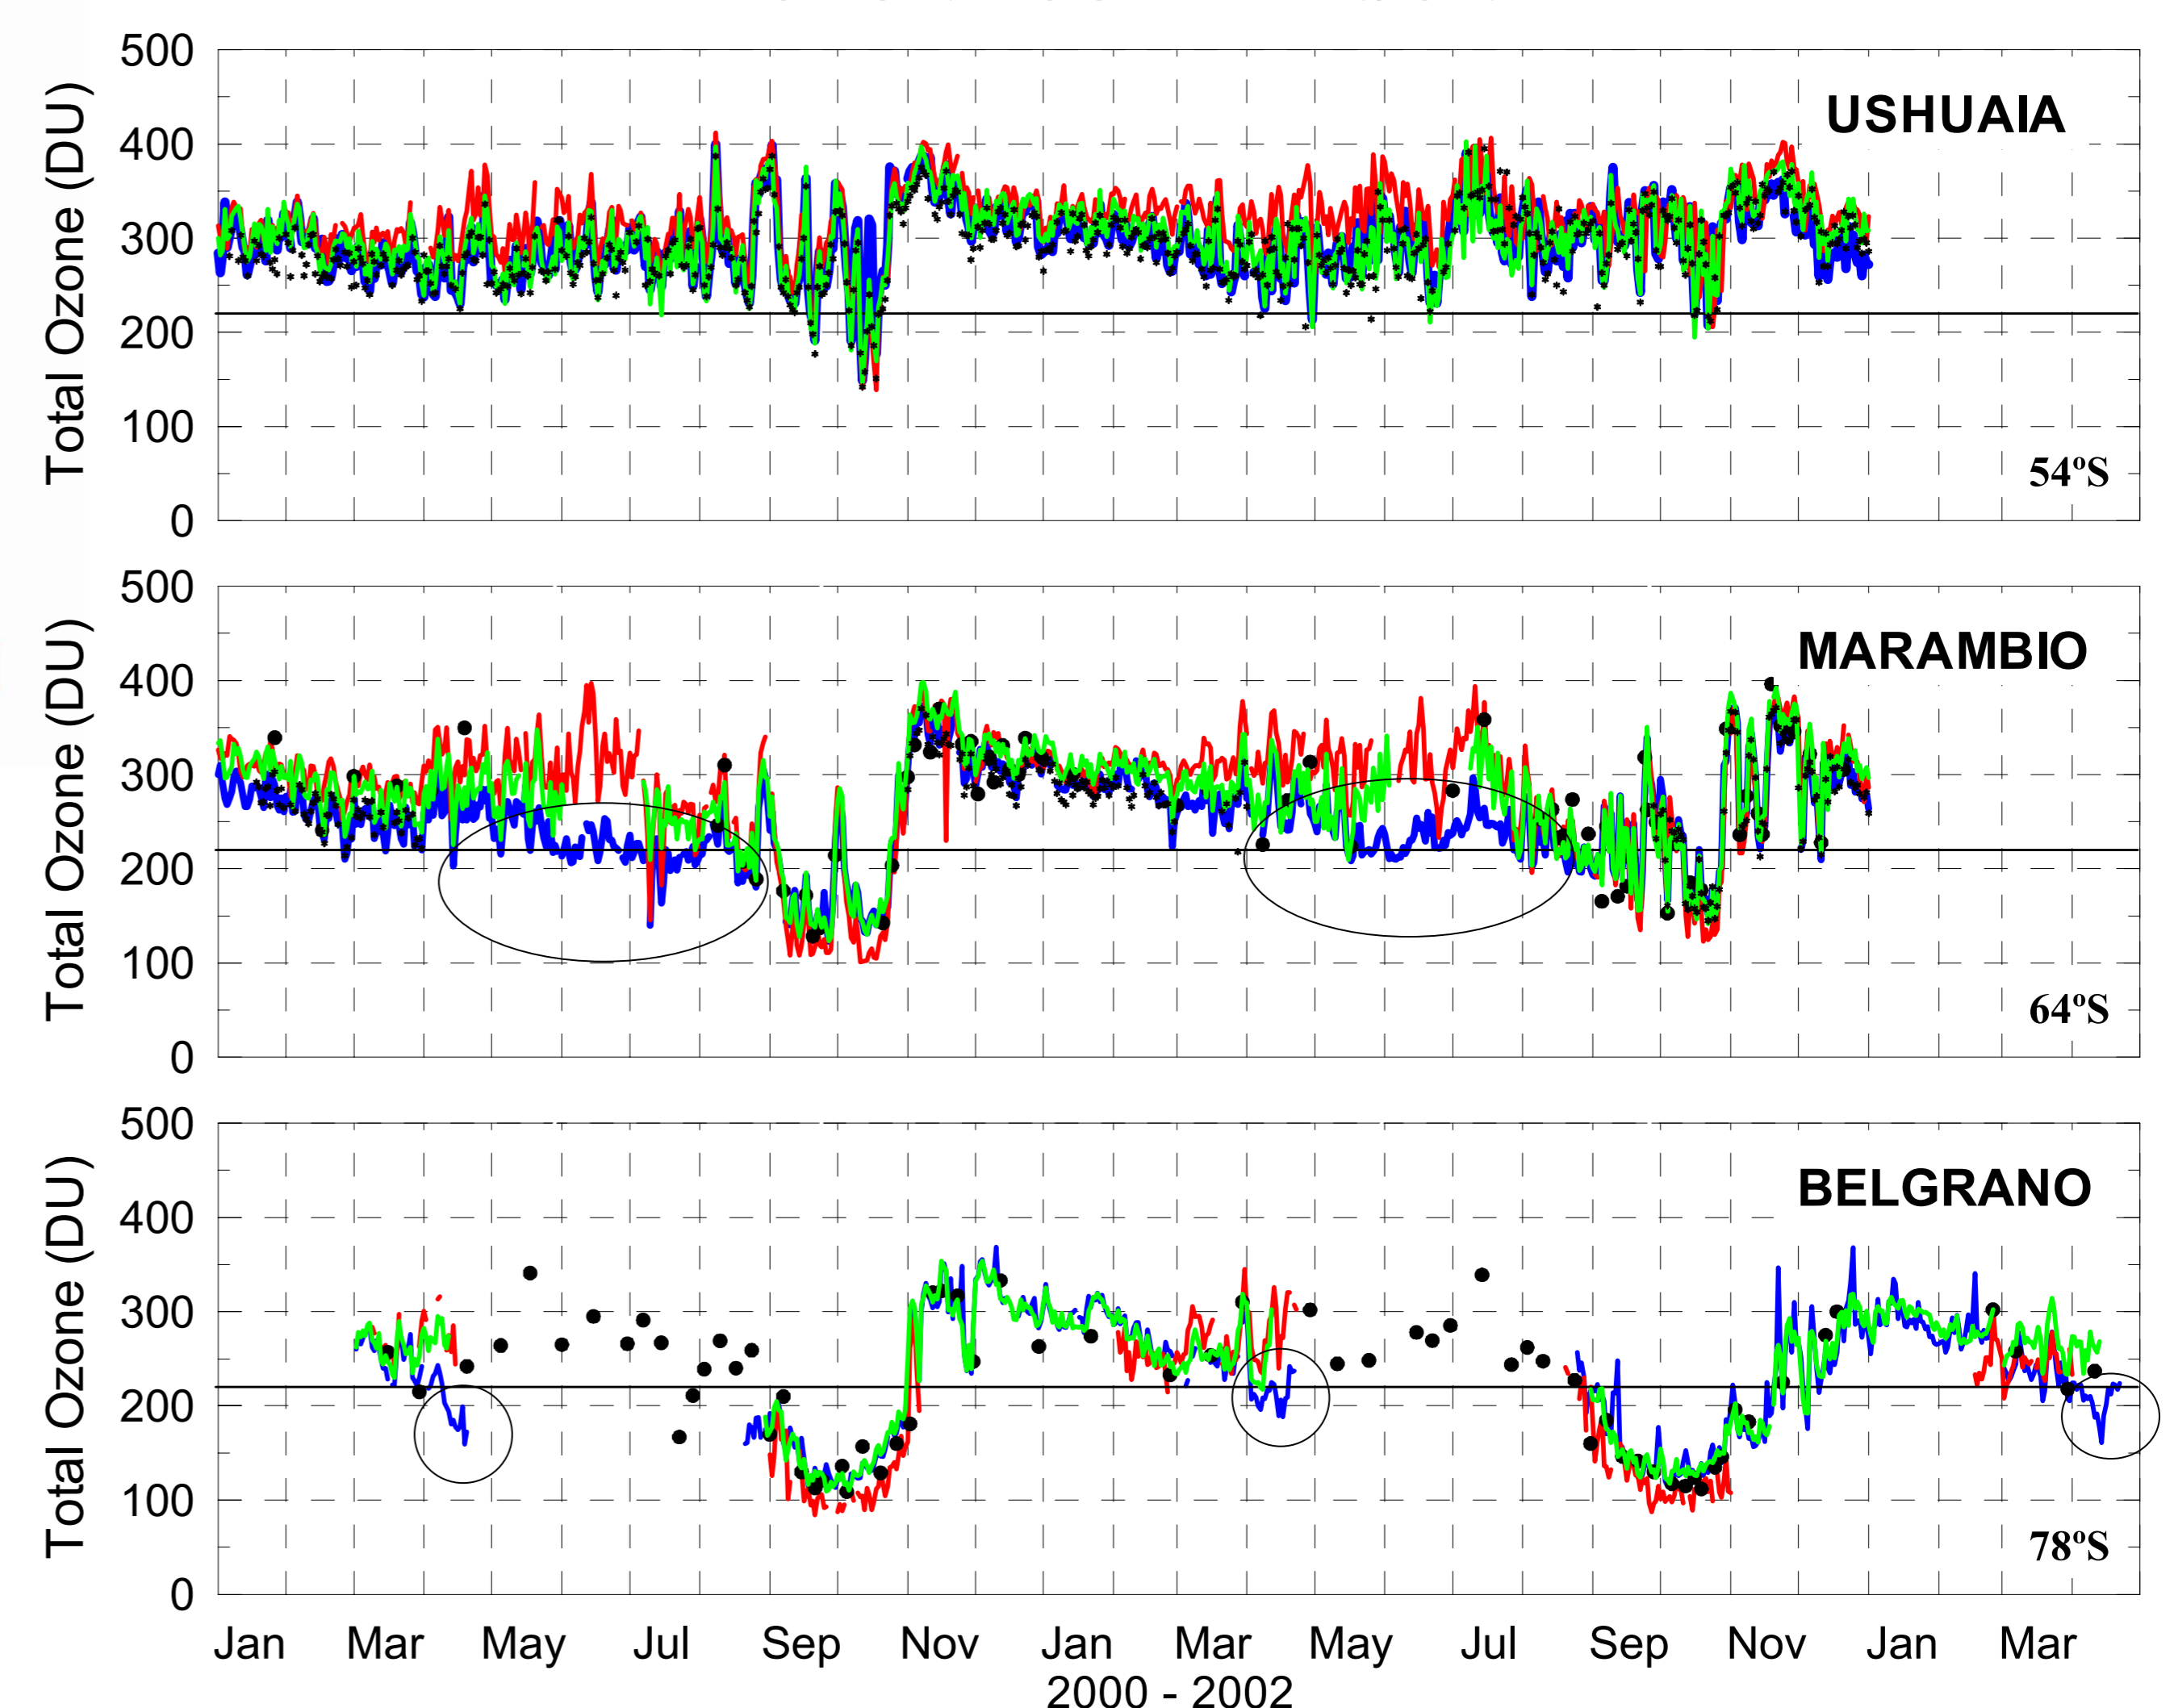 Total Ozone (DU)
500
400
300
200
100
0
USHUAIA
54ºS
Total Ozone (DU)
500
400
300
200
100
0
MARAMBIO
64ºS
Total Ozone (DU)
500
400
300
200
100
0
BELGRANO
78ºS
Jan Mar May Jul Sep Nov Jan Mar May Jul Sep Nov Jan Mar
2000 - 2002